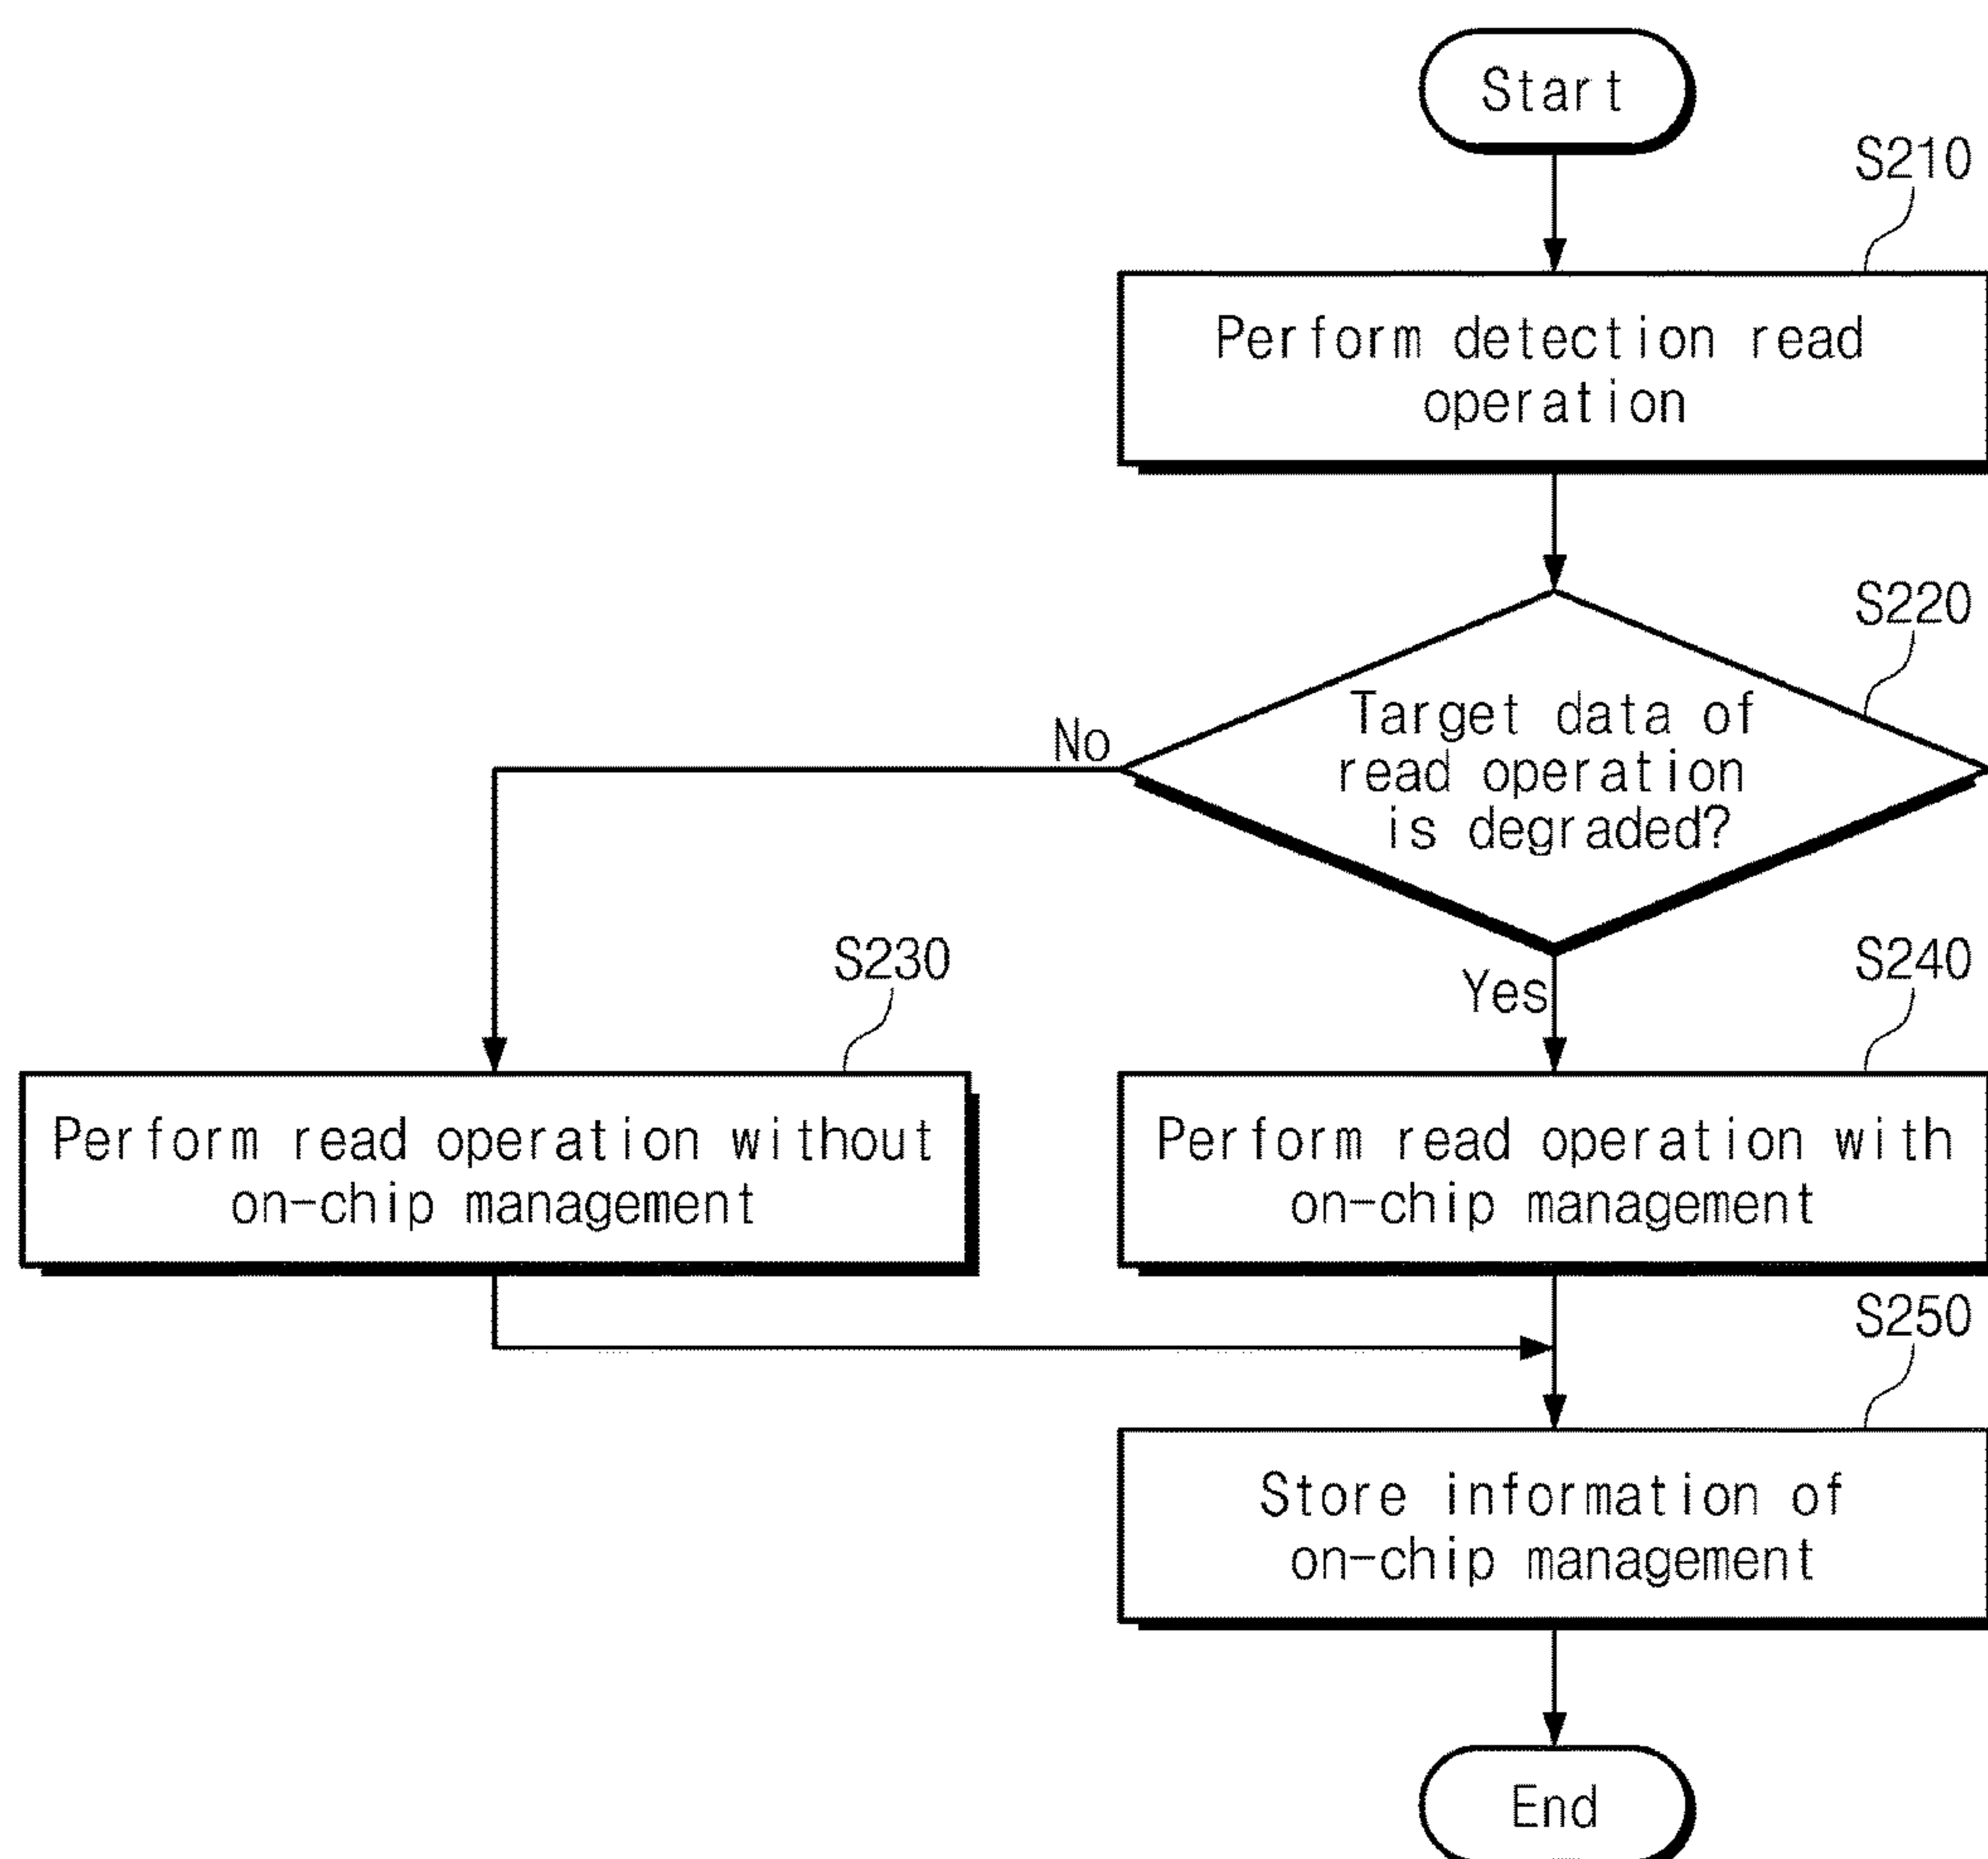 Start
S210
Perform detection read
operation
S220
Target data of
read operation
is degraded?
No
Yes
S230
Perform read operation without
on-chip management
S240
Perform read operation with
on-chip management
S250
Store information of
on-chip management
End